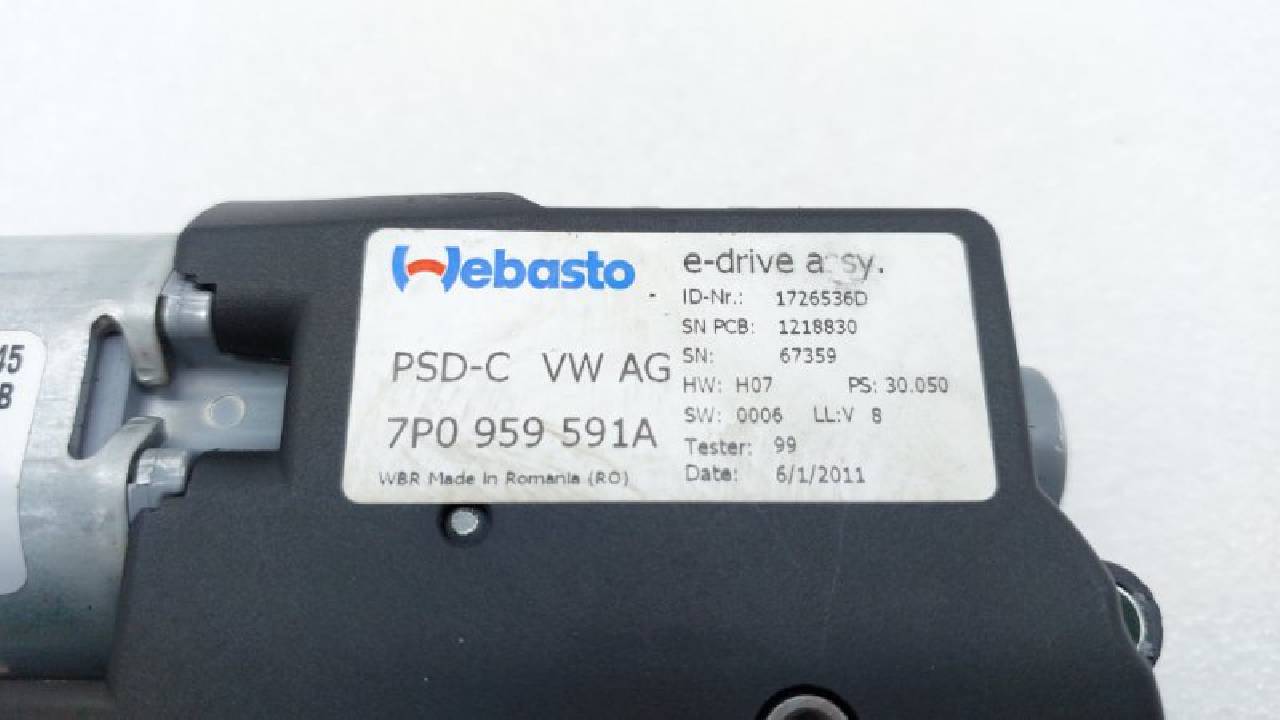 45
B
Webasto
PSD-C VW AG
7P0 959 591A
WBR Made in Romania (RO)
e-drive assy.
ID-Nr.: 1726536D
SN PCB: 1218830
SN: 67359
HW: H07 PS: 30.050
SW: 0006 LL:V 8
Tester: 99
Date: 6/1/2011